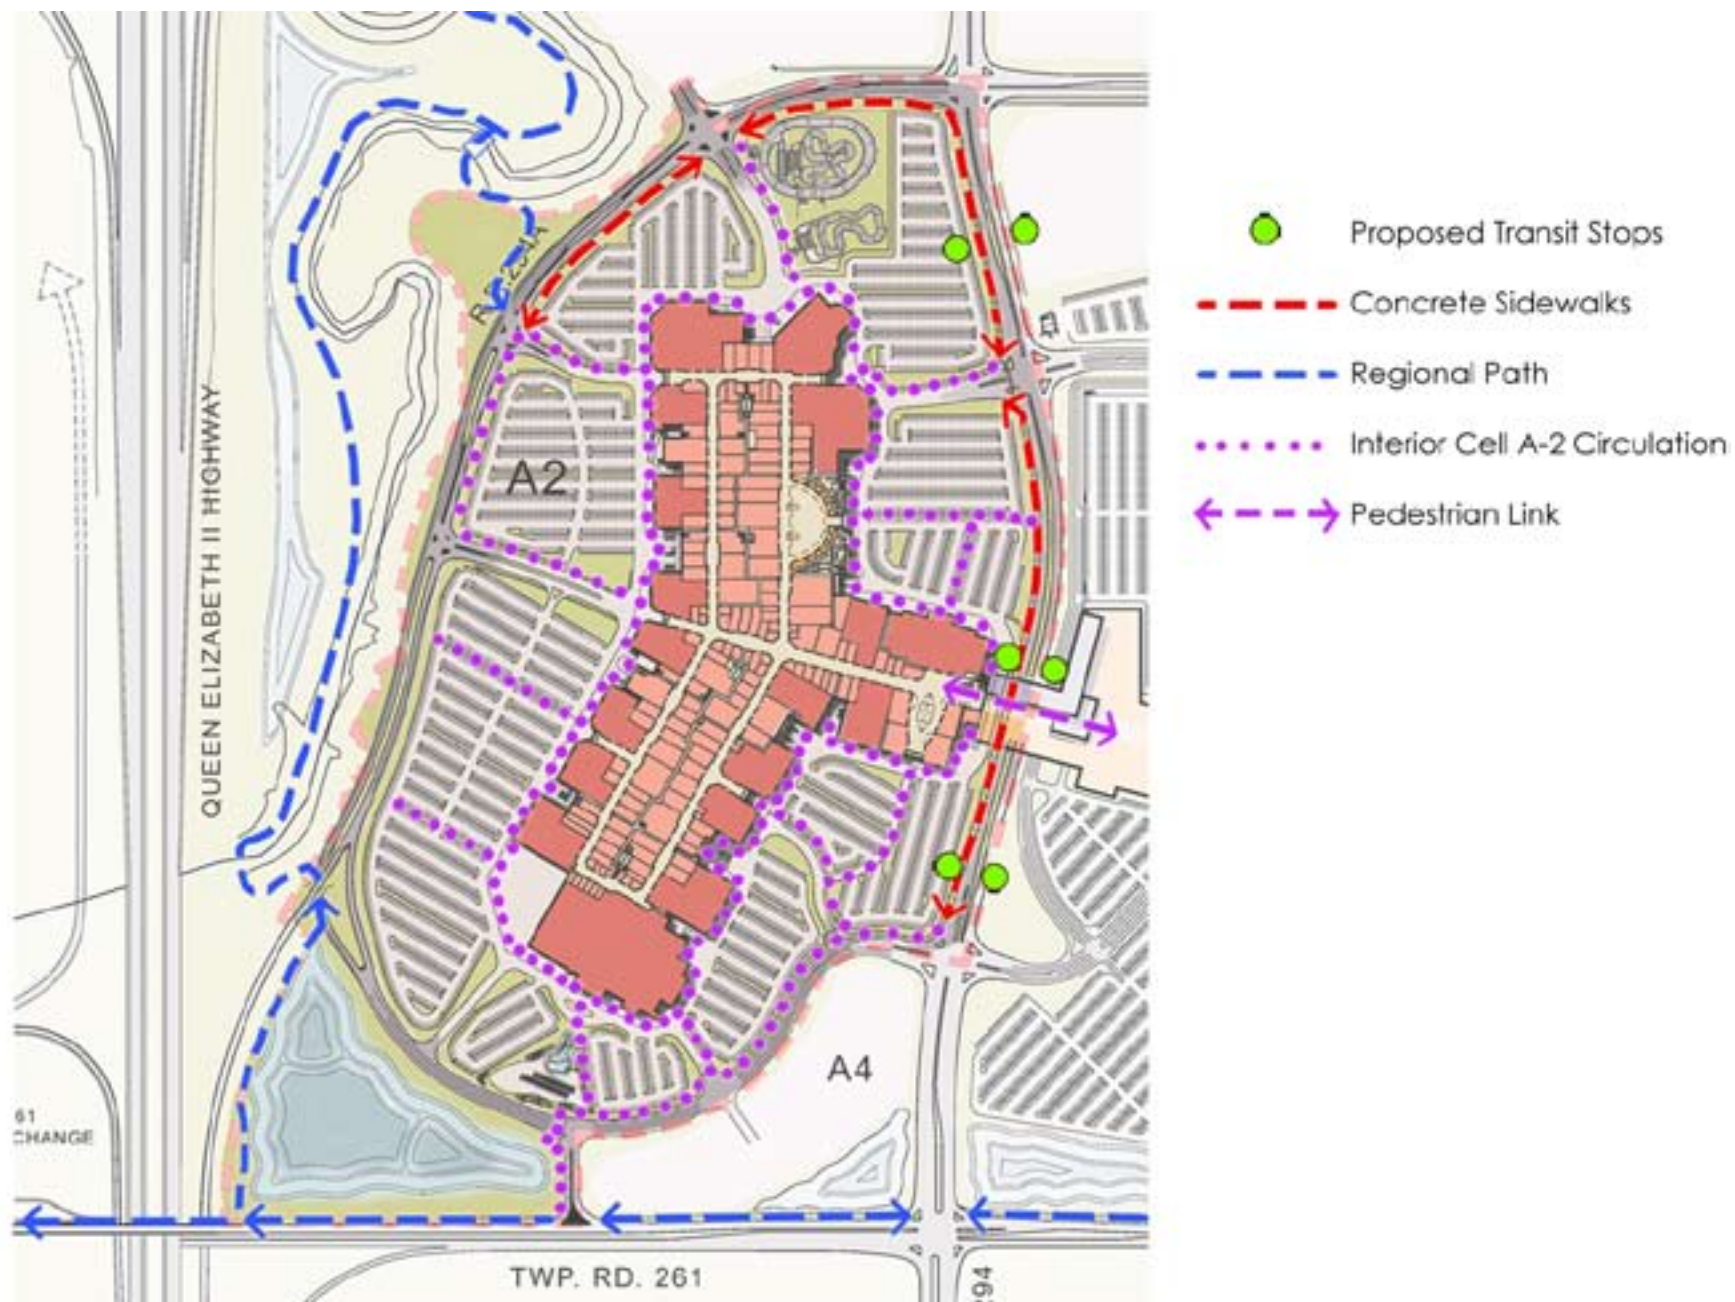 Proposed Transit Stops
Concrete Sidewalks
Regional Path
Interior Cell A-2 Circulation
Pedestrian Link
QUEEN ELIZABETH II HIGHWAY
A2
A4
61
CHANGE
TWP. RD. 261
294